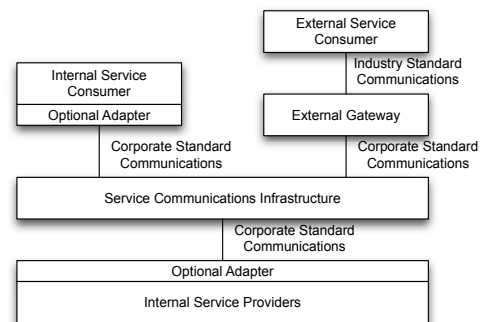 External Service
Consumer
Industry Standard
Communications
Internal Service
Consumer
Optional Adapter
External Gateway
Corporate Standard
Communications
Corporate Standard
Communications
Service Communications Infrastructure
Corporate Standard
Communications
Optional Adapter
Internal Service Providers